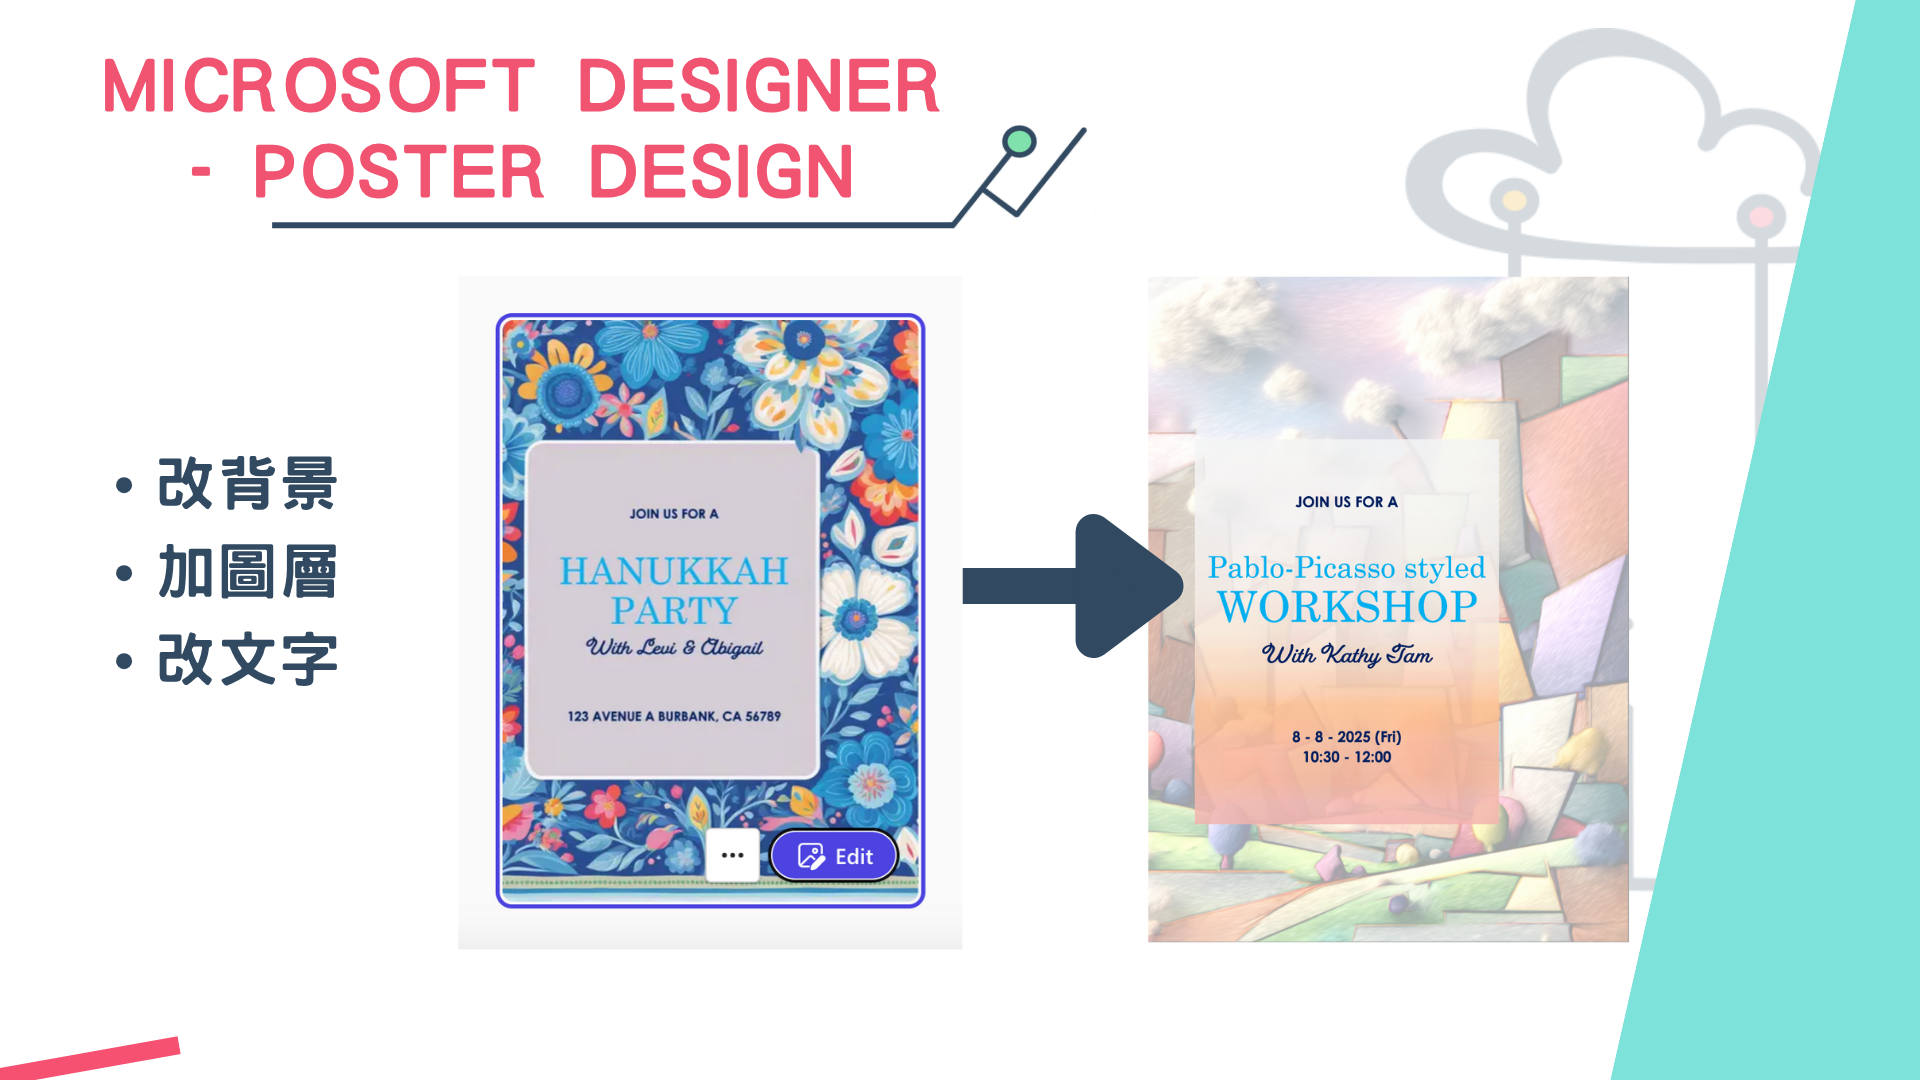 MICROSOFT DESIGNER
- POSTER DESIGN
• 改背景
• 加圖層
• 改文字
JOIN US FOR A
HANUKKAH
PARTY
With Levi & Abigail
123 AVENUE A BURBANK, CA 56789
... Edit
JOIN US FOR A
Pablo-Picasso styled
WORKSHOP
With Kathy Tam
8 - 8 - 2025 (Fri)
10:30 - 12:00